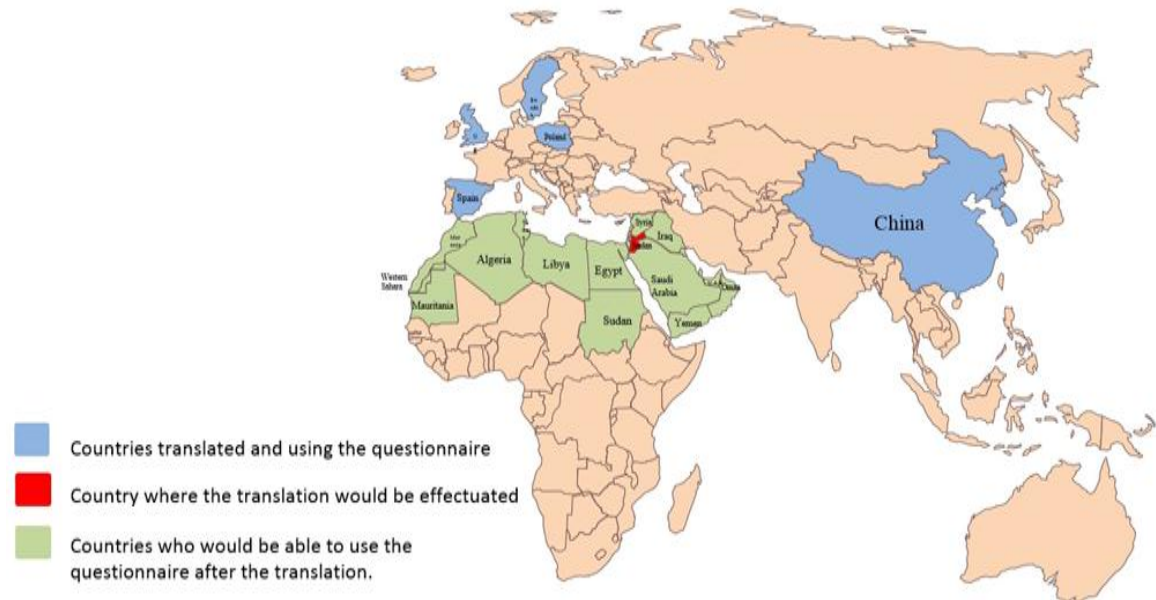 Poland
Spain
China
Syria
Iraq
Algeria
Libya
Egypt
Saudi
Arabia
Western
Sahara
Mauritania
Sudan
Yemen
Countries translated and using the questionnaire
Country where the translation would be effectuated
Countries who would be able to use the
questionnaire after the translation.